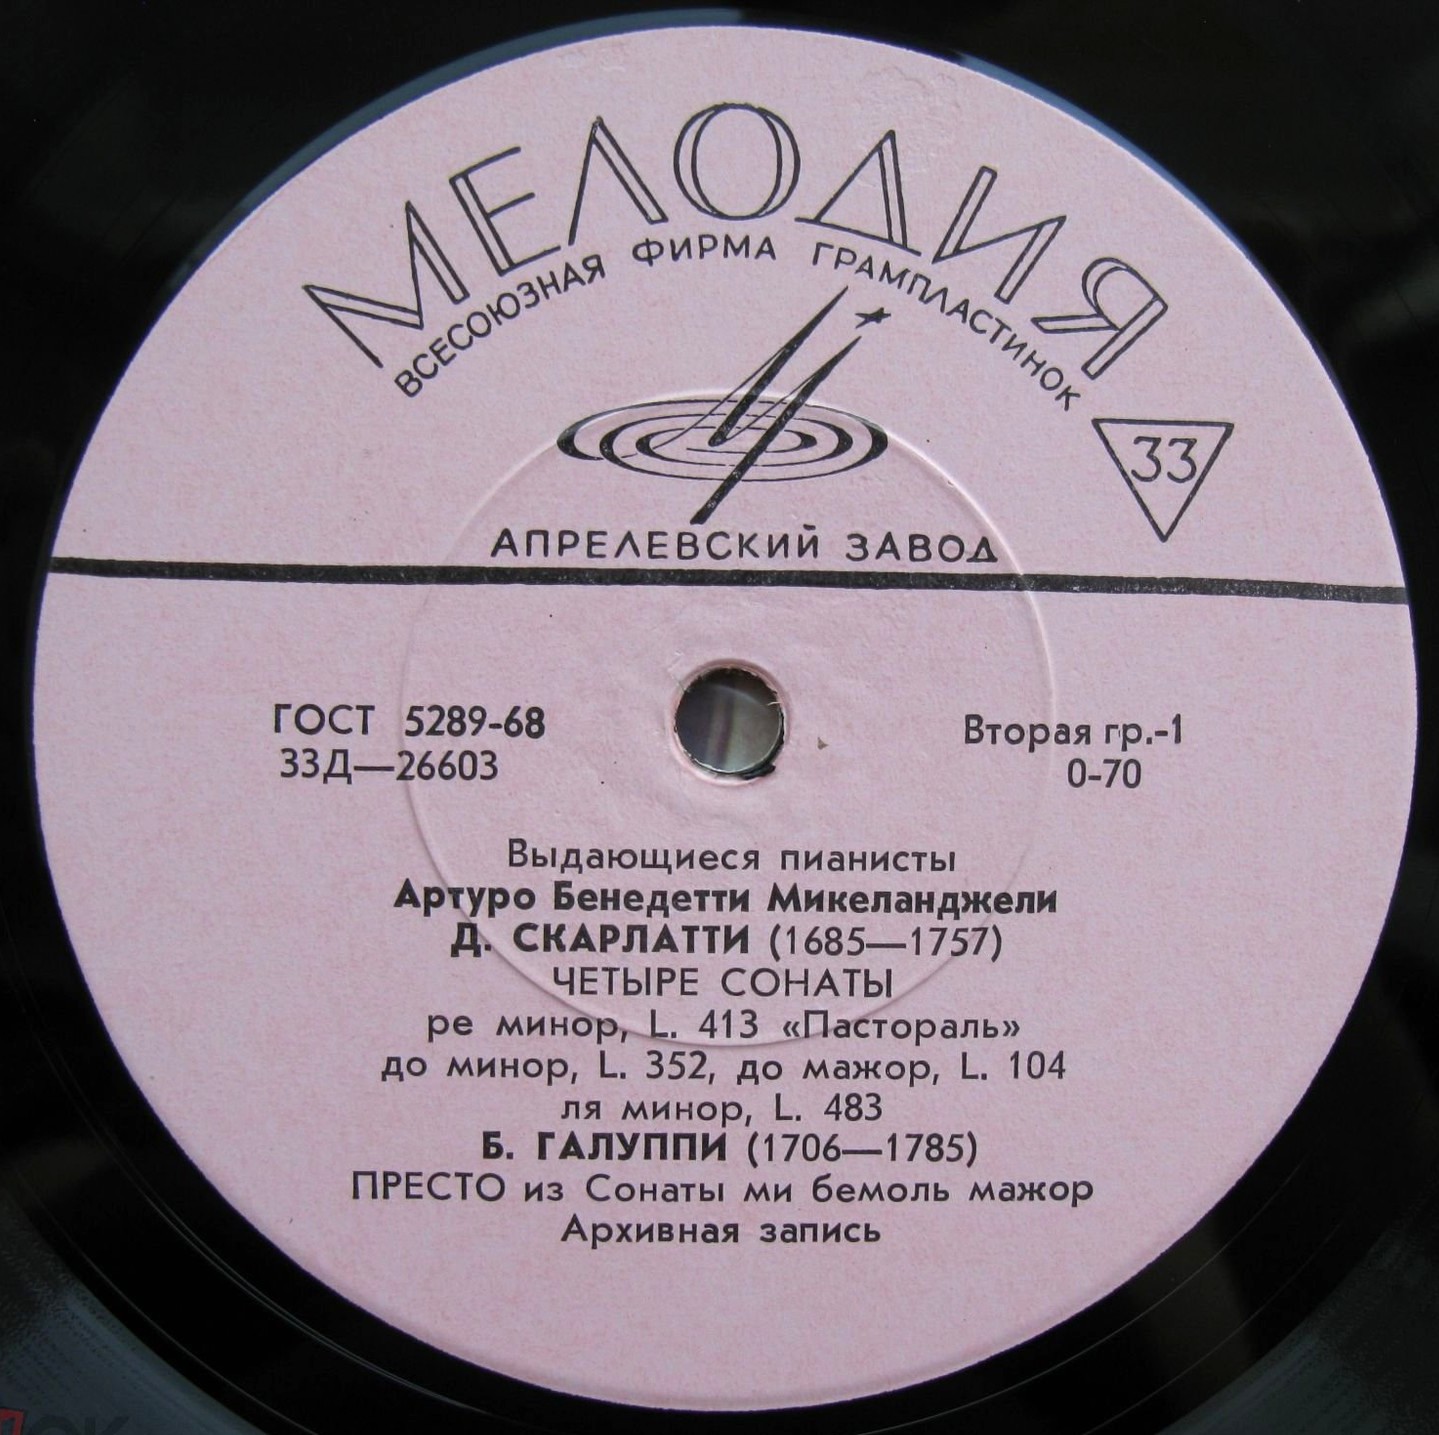 МЕЛОДИЯ
ВСЕСОЮЗНАЯ ФИРМА ГРАМПЛАСТИНОК
33
АПРЕЛЕВСКИЙ ЗАВОД
ГОСТ 5289-68
33Д—26603
Вторая гр.-1
0-70
Выдающиеся пианисты
Артуро Бенедетти Микеланджели
Д. СКАРЛАТТИ (1685—1757)
ЧЕТЫРЕ СОНАТЫ
ре минор, L. 413 «Пастораль»
до минор, L. 352, до мажор, L. 104
ля минор, L. 483
Б. ГАЛУППИ (1706—1785)
ПРЕСТО из Сонаты ми бемоль мажор
Архивная запись